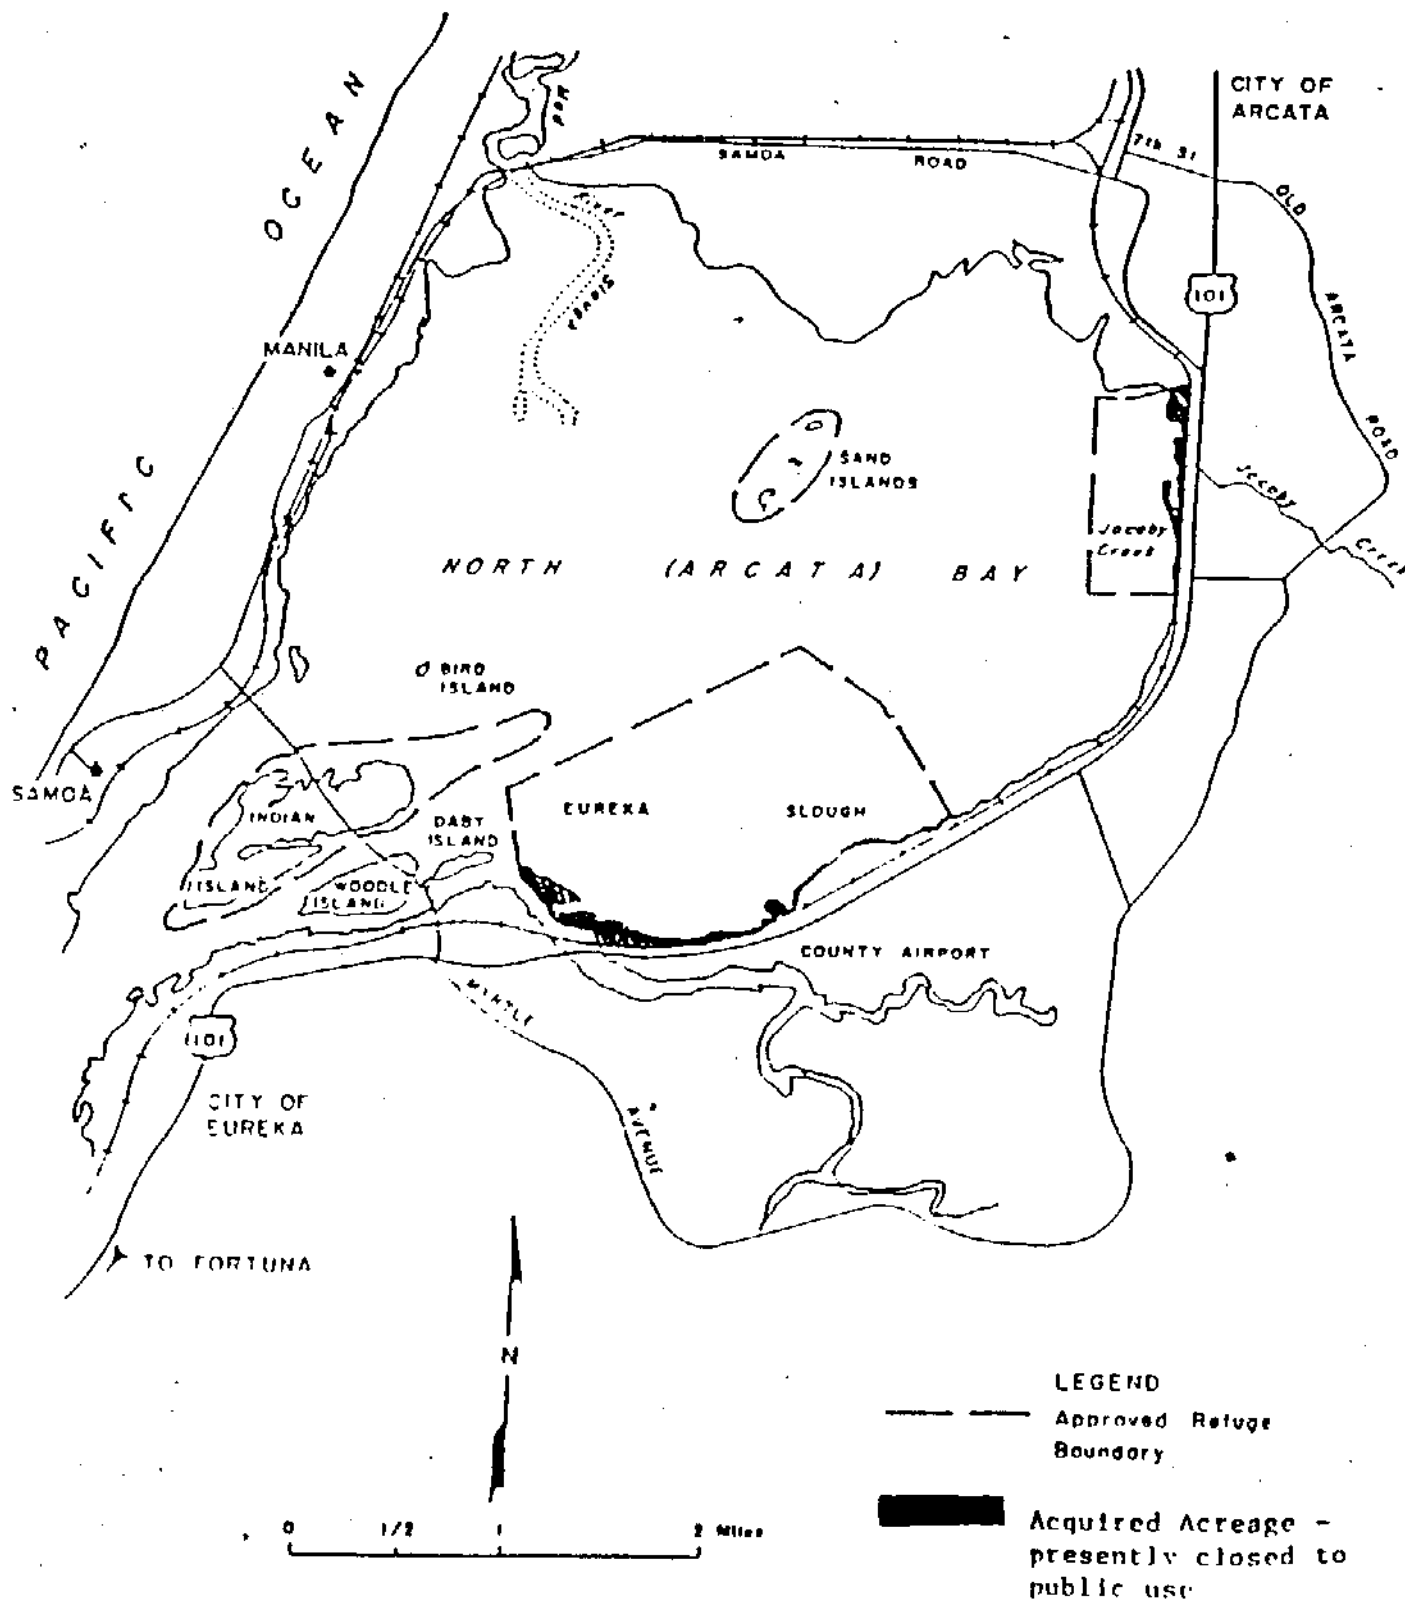 PACIFIC OCEAN
CITY OF
ARCATA
Mad
River
SAMOA ROAD
7th St
OLD ARCATA ROAD
101
MANILA
SAND
ISLANDS
Jacoby
Creek
Jacoby Creek
NORTH (ARCATA) BAY
BIRD
ISLAND
SAMOA
INDIAN
ISLAND
DABY
ISLAND
WOODLE
ISLAND
EUREKA SLOUGH
COUNTY AIRPORT
MYRTLE
AVENUE
101
CITY OF
EUREKA
TO FORTUNA
N
LEGEND
Approved Refuge
Boundary
0 1/2 1 2 Miles
Acquired Acreage -
presently closed to
public use